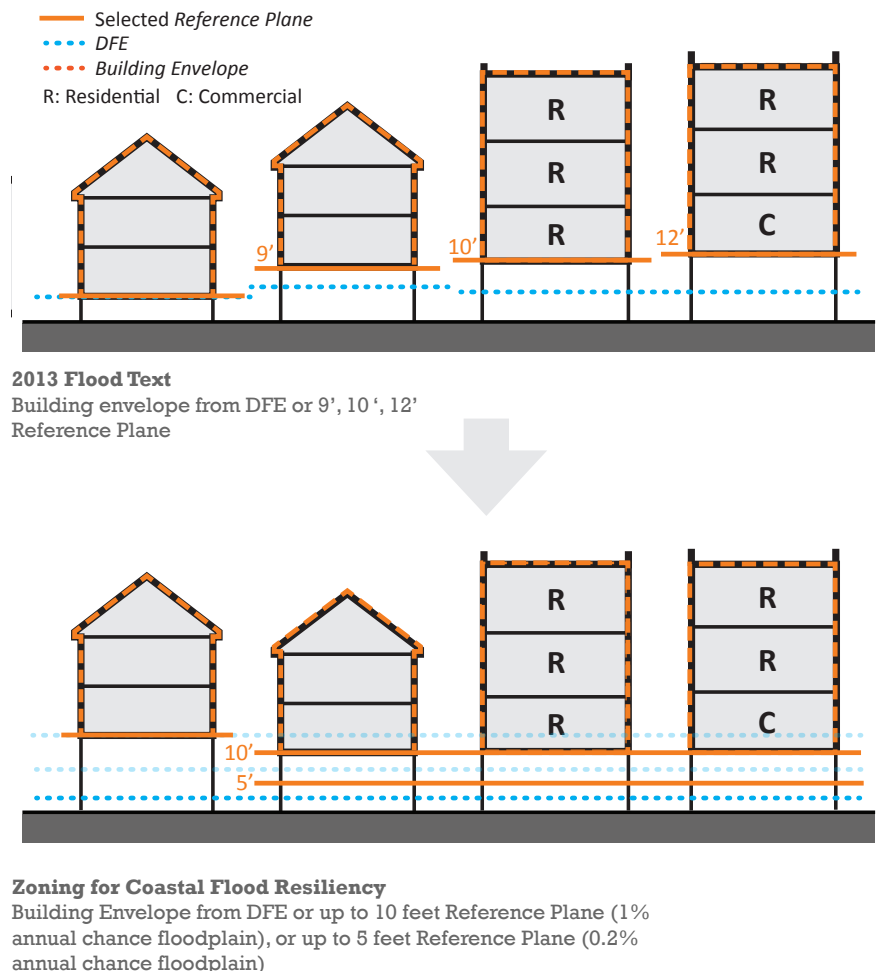 Selected Reference Plane
DFE
Building Envelope
R: Residential C: Commercial
9’
10’
12’
R
R
R
R
R
C
2013 Flood Text
Building envelope from DFE or 9’, 10 ‘, 12’
Reference Plane
R
R
R
R
R
C
10’
5’
Zoning for Coastal Flood Resiliency
Building Envelope from DFE or up to 10 feet Reference Plane (1%
annual chance floodplain), or up to 5 feet Reference Plane (0.2%
annual chance floodplain)